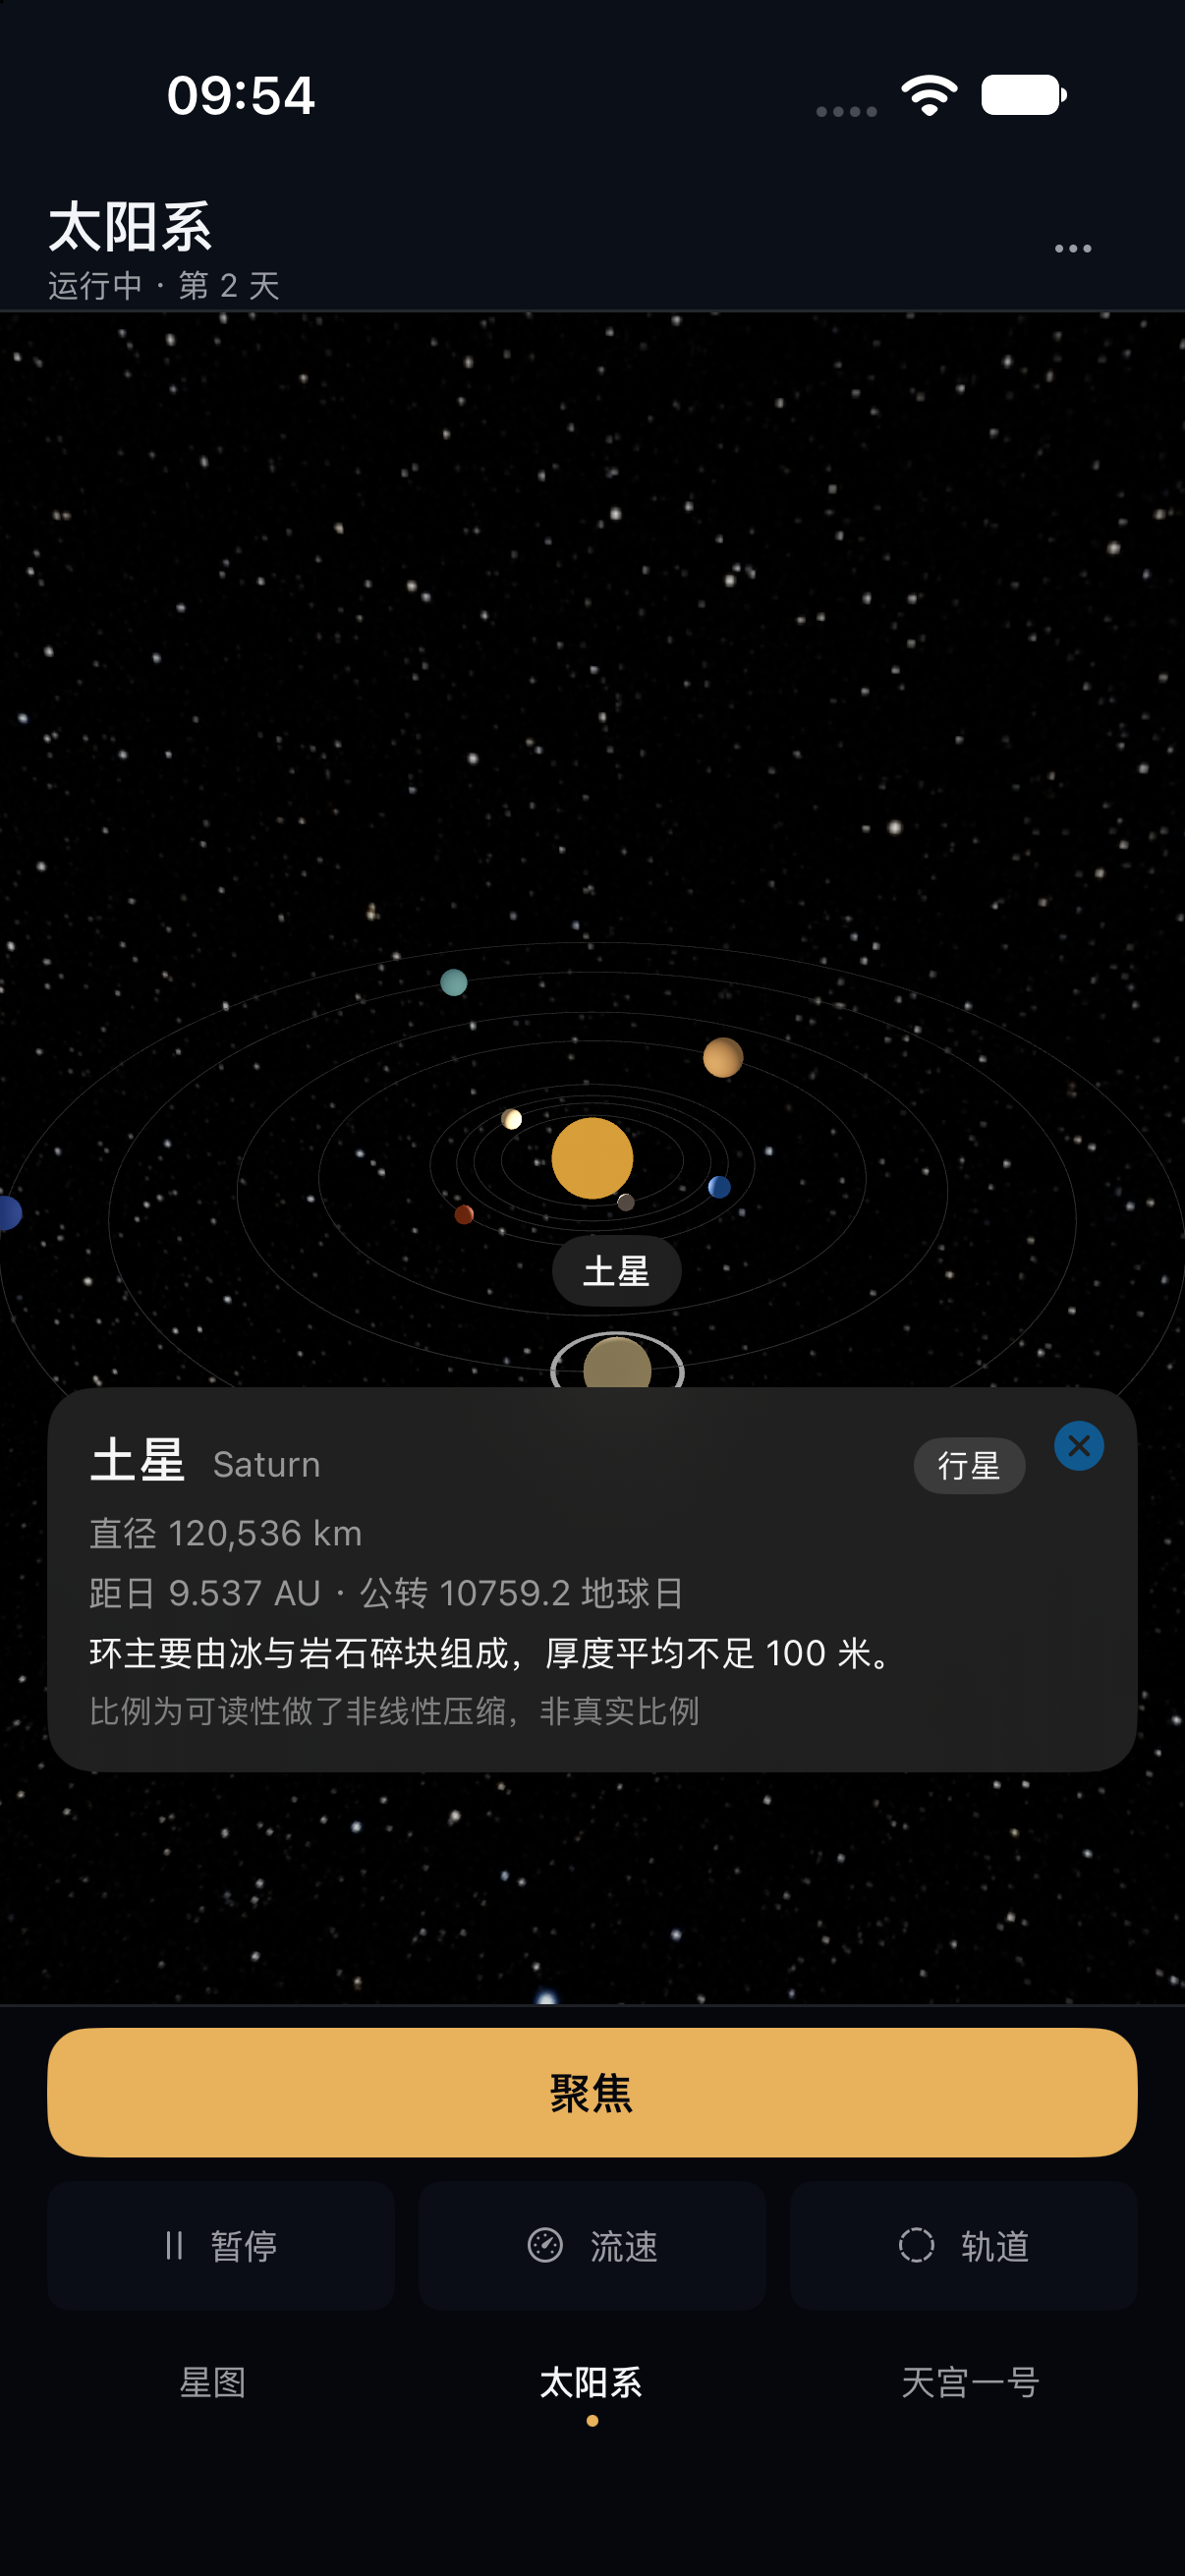 09:54
太阳系
运行中 · 第 2 天
土星
土星 Saturn 行星
直径 120,536 km
距日 9.537 AU · 公转 10759.2 地球日
环主要由冰与岩石碎块组成，厚度平均不足 100 米。
比例为可读性做了非线性压缩，非真实比例
聚焦
暂停 流速 轨道
星图 太阳系 天宫一号